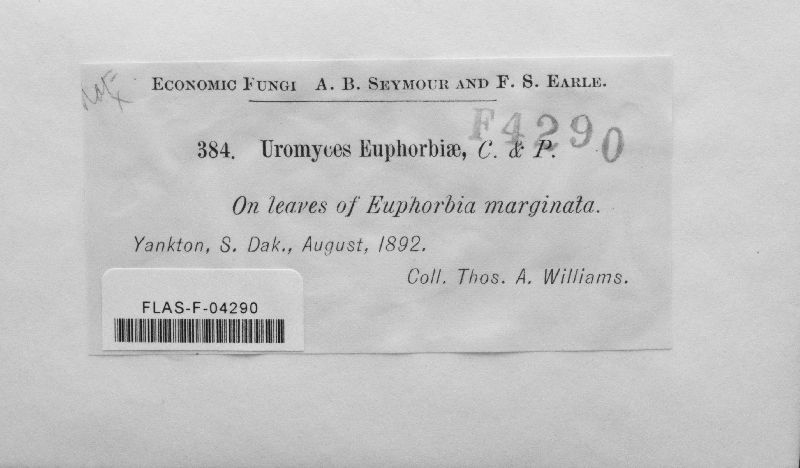 ECONOMIC FUNGI A. B. SEYMOUR AND F. S. EARLE.
F4290
384. Uromyces Euphorbiæ, C. & P.
On leaves of Euphorbia marginata.
Yankton, S. Dak., August, 1892.
Coll. Thos. A. Williams.
FLAS-F-04290